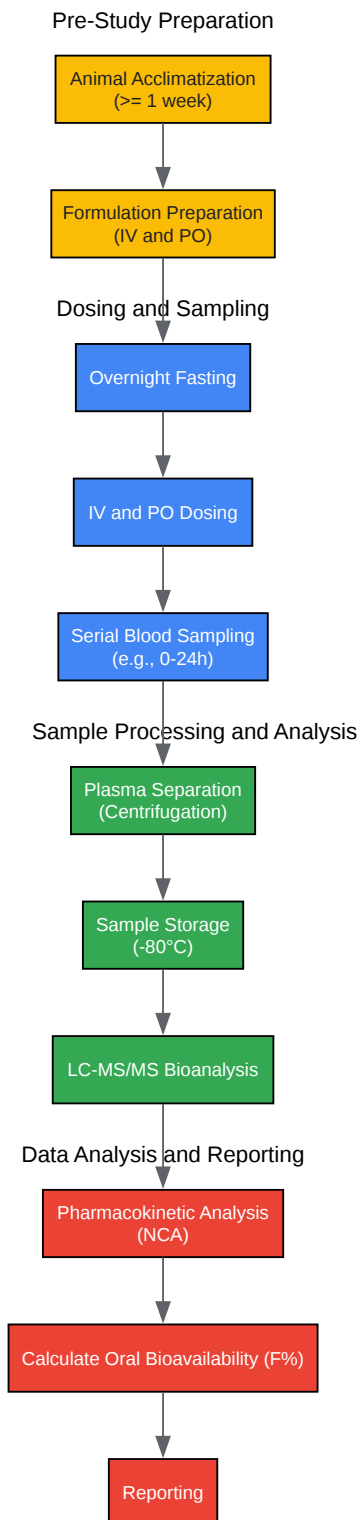 Pre-Study Preparation
Animal Acclimatization
(>= 1 week)
Formulation Preparation
(IV and PO)
Dosing and Sampling
Overnight Fasting
IV and PO Dosing
Serial Blood Sampling
(e.g., 0-24h)
Sample Processing and Analysis
Plasma Separation
(Centrifugation)
Sample Storage
(-80°C)
LC-MS/MS Bioanalysis
Data Analysis and Reporting
Pharmacokinetic Analysis
(NCA)
Calculate Oral Bioavailability (F%)
Reporting